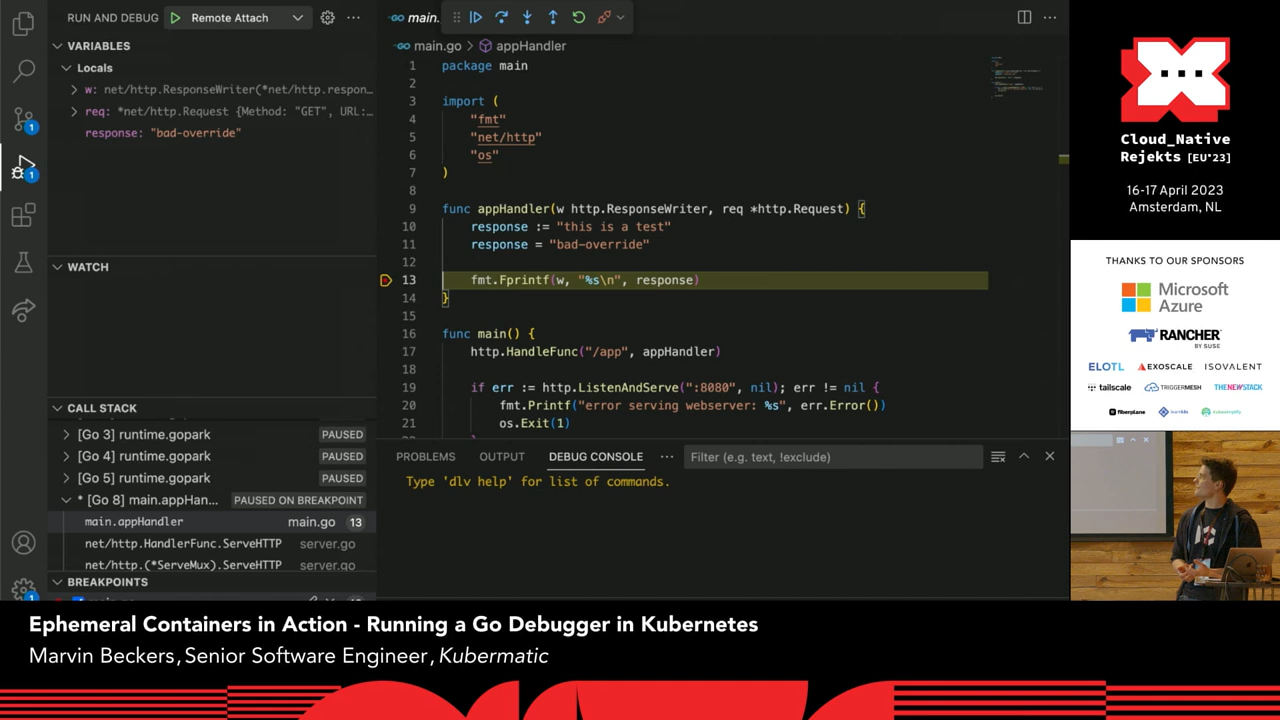 RUN AND DEBUG
Remote Attach
VARIABLES
Locals
w: net/http.ResponseWriter(*net/http.respon…
req: *net/http.Request {Method: "GET", URL:…
response: "bad-override"
WATCH
CALL STACK
[Go 3] runtime.gopark PAUSED
[Go 4] runtime.gopark PAUSED
[Go 5] runtime.gopark PAUSED
* [Go 8] main.appHan… PAUSED ON BREAKPOINT
main.appHandler main.go 13
net/http.HandlerFunc.ServeHTTP server.go
net/http.(*ServeMux).ServeHTTP server.go
BREAKPOINTS
1
1
main.
main.go > appHandler
1 package main
2
3 import (
4 "fmt"
5 "net/http"
6 "os"
7 )
8
9 func appHandler(w http.ResponseWriter, req *http.Request) {
10 response := "this is a test"
11 response = "bad-override"
12
13 fmt.Fprintf(w, "%s\n", response)
14 }
15
16 func main() {
17 http.HandleFunc("/app", appHandler)
18
19 if err := http.ListenAndServe(":8080", nil); err != nil {
20 fmt.Printf("error serving webserver: %s", err.Error())
21 os.Exit(1)
PROBLEMS OUTPUT DEBUG CONSOLE ··· Filter (e.g. text, !exclude)
Type 'dlv help' for list of commands.
Cloud_Native
Rejekts [EU'23]
16-17 April 2023
Amsterdam, NL
THANKS TO OUR SPONSORS
Microsoft
Azure
RANCHER
BY SUSE
ELOTL EXOSCALE ISOVALENT
tailscale TRIGGERMESH THENEWSTACK
fiberplane
Ephemeral Containers in Action - Running a Go Debugger in Kubernetes
Marvin Beckers, Senior Software Engineer, Kubermatic